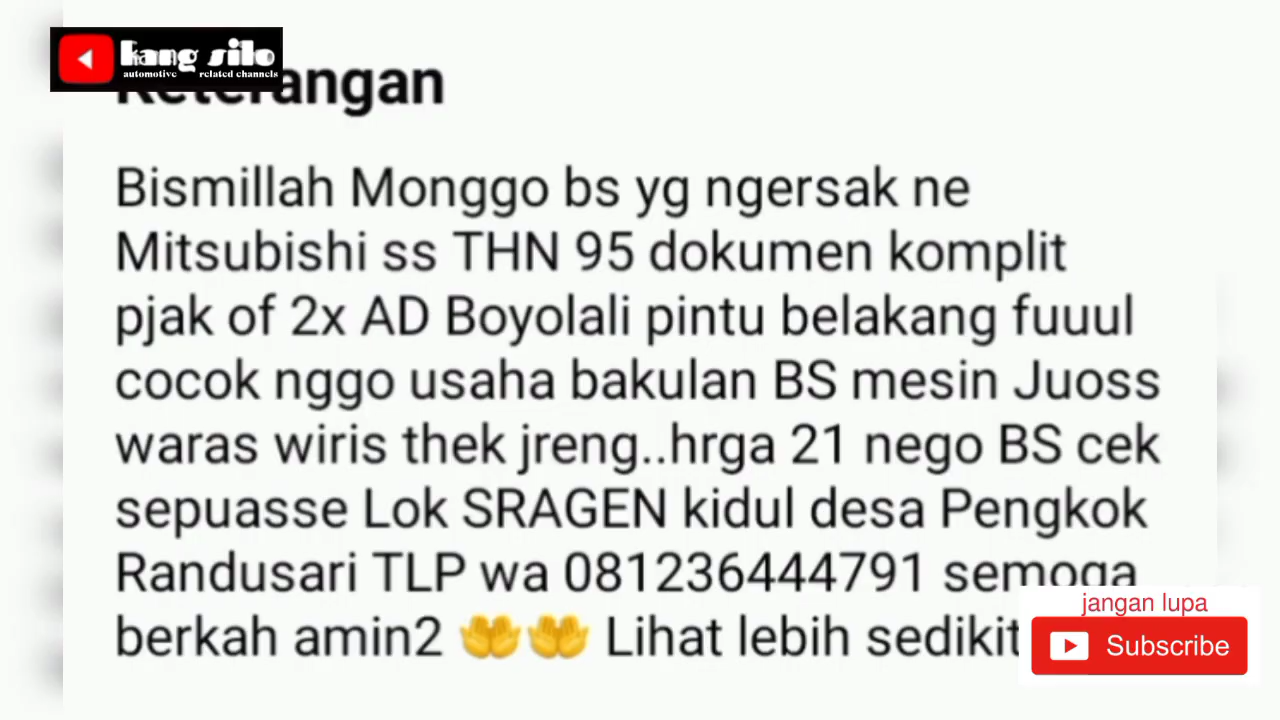 Kang silo
automotive related channels
Keterangan
Bismillah Monggo bs yg ngersak ne
Mitsubishi ss THN 95 dokumen komplit
pjak of 2x AD Boyolali pintu belakang fuuul
cocok nggo usaha bakulan BS mesin Juoss
waras wiris thek jreng..hrga 21 nego BS cek
sepuasse Lok SRAGEN kidul desa Pengkok
Randusari TLP wa 081236444791 semoga
berkah amin2 🤲🤲 Lihat lebih sedikit
jangan lupa
Subscribe